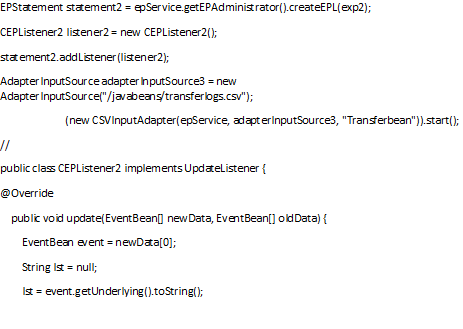 EPStatement statement2 = epService.getEPAdministrator().createEPL(exp2);
CEPListener2 listener2 = new CEPListener2();
statement2.addListener(listener2);
AdapterInputSource adapterInputSource3 = new
AdapterInputSource("/javabeans/transferlogs.csv");
(new CSVInputAdapter(epService, adapterInputSource3, "Transferbean")).start();
//
public class CEPListener2 implements UpdateListener {
@Override
public void update(EventBean[] newData, EventBean[] oldData) {
EventBean event = newData[0];
String lst = null;
lst = event.getUnderlying().toString();